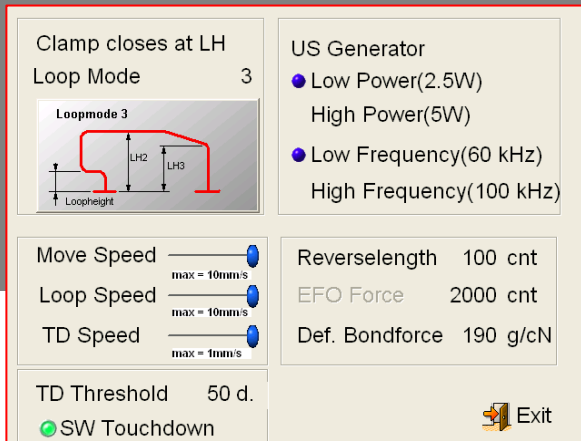 Clamp closes at LH
Loop Mode 3
Loopmode 3
LH2
LH3
Loopheight
US Generator
Low Power(2.5W)
High Power(5W)
Low Frequency(60 kHz)
High Frequency(100 kHz)
Move Speed
max = 10mm/s
Loop Speed
max = 10mm/s
TD Speed
max = 1mm/s
Reverselength 100 cnt
EFO Force 2000 cnt
Def. Bondforce 190 g/cN
TD Threshold 50 d.
SW Touchdown
Exit